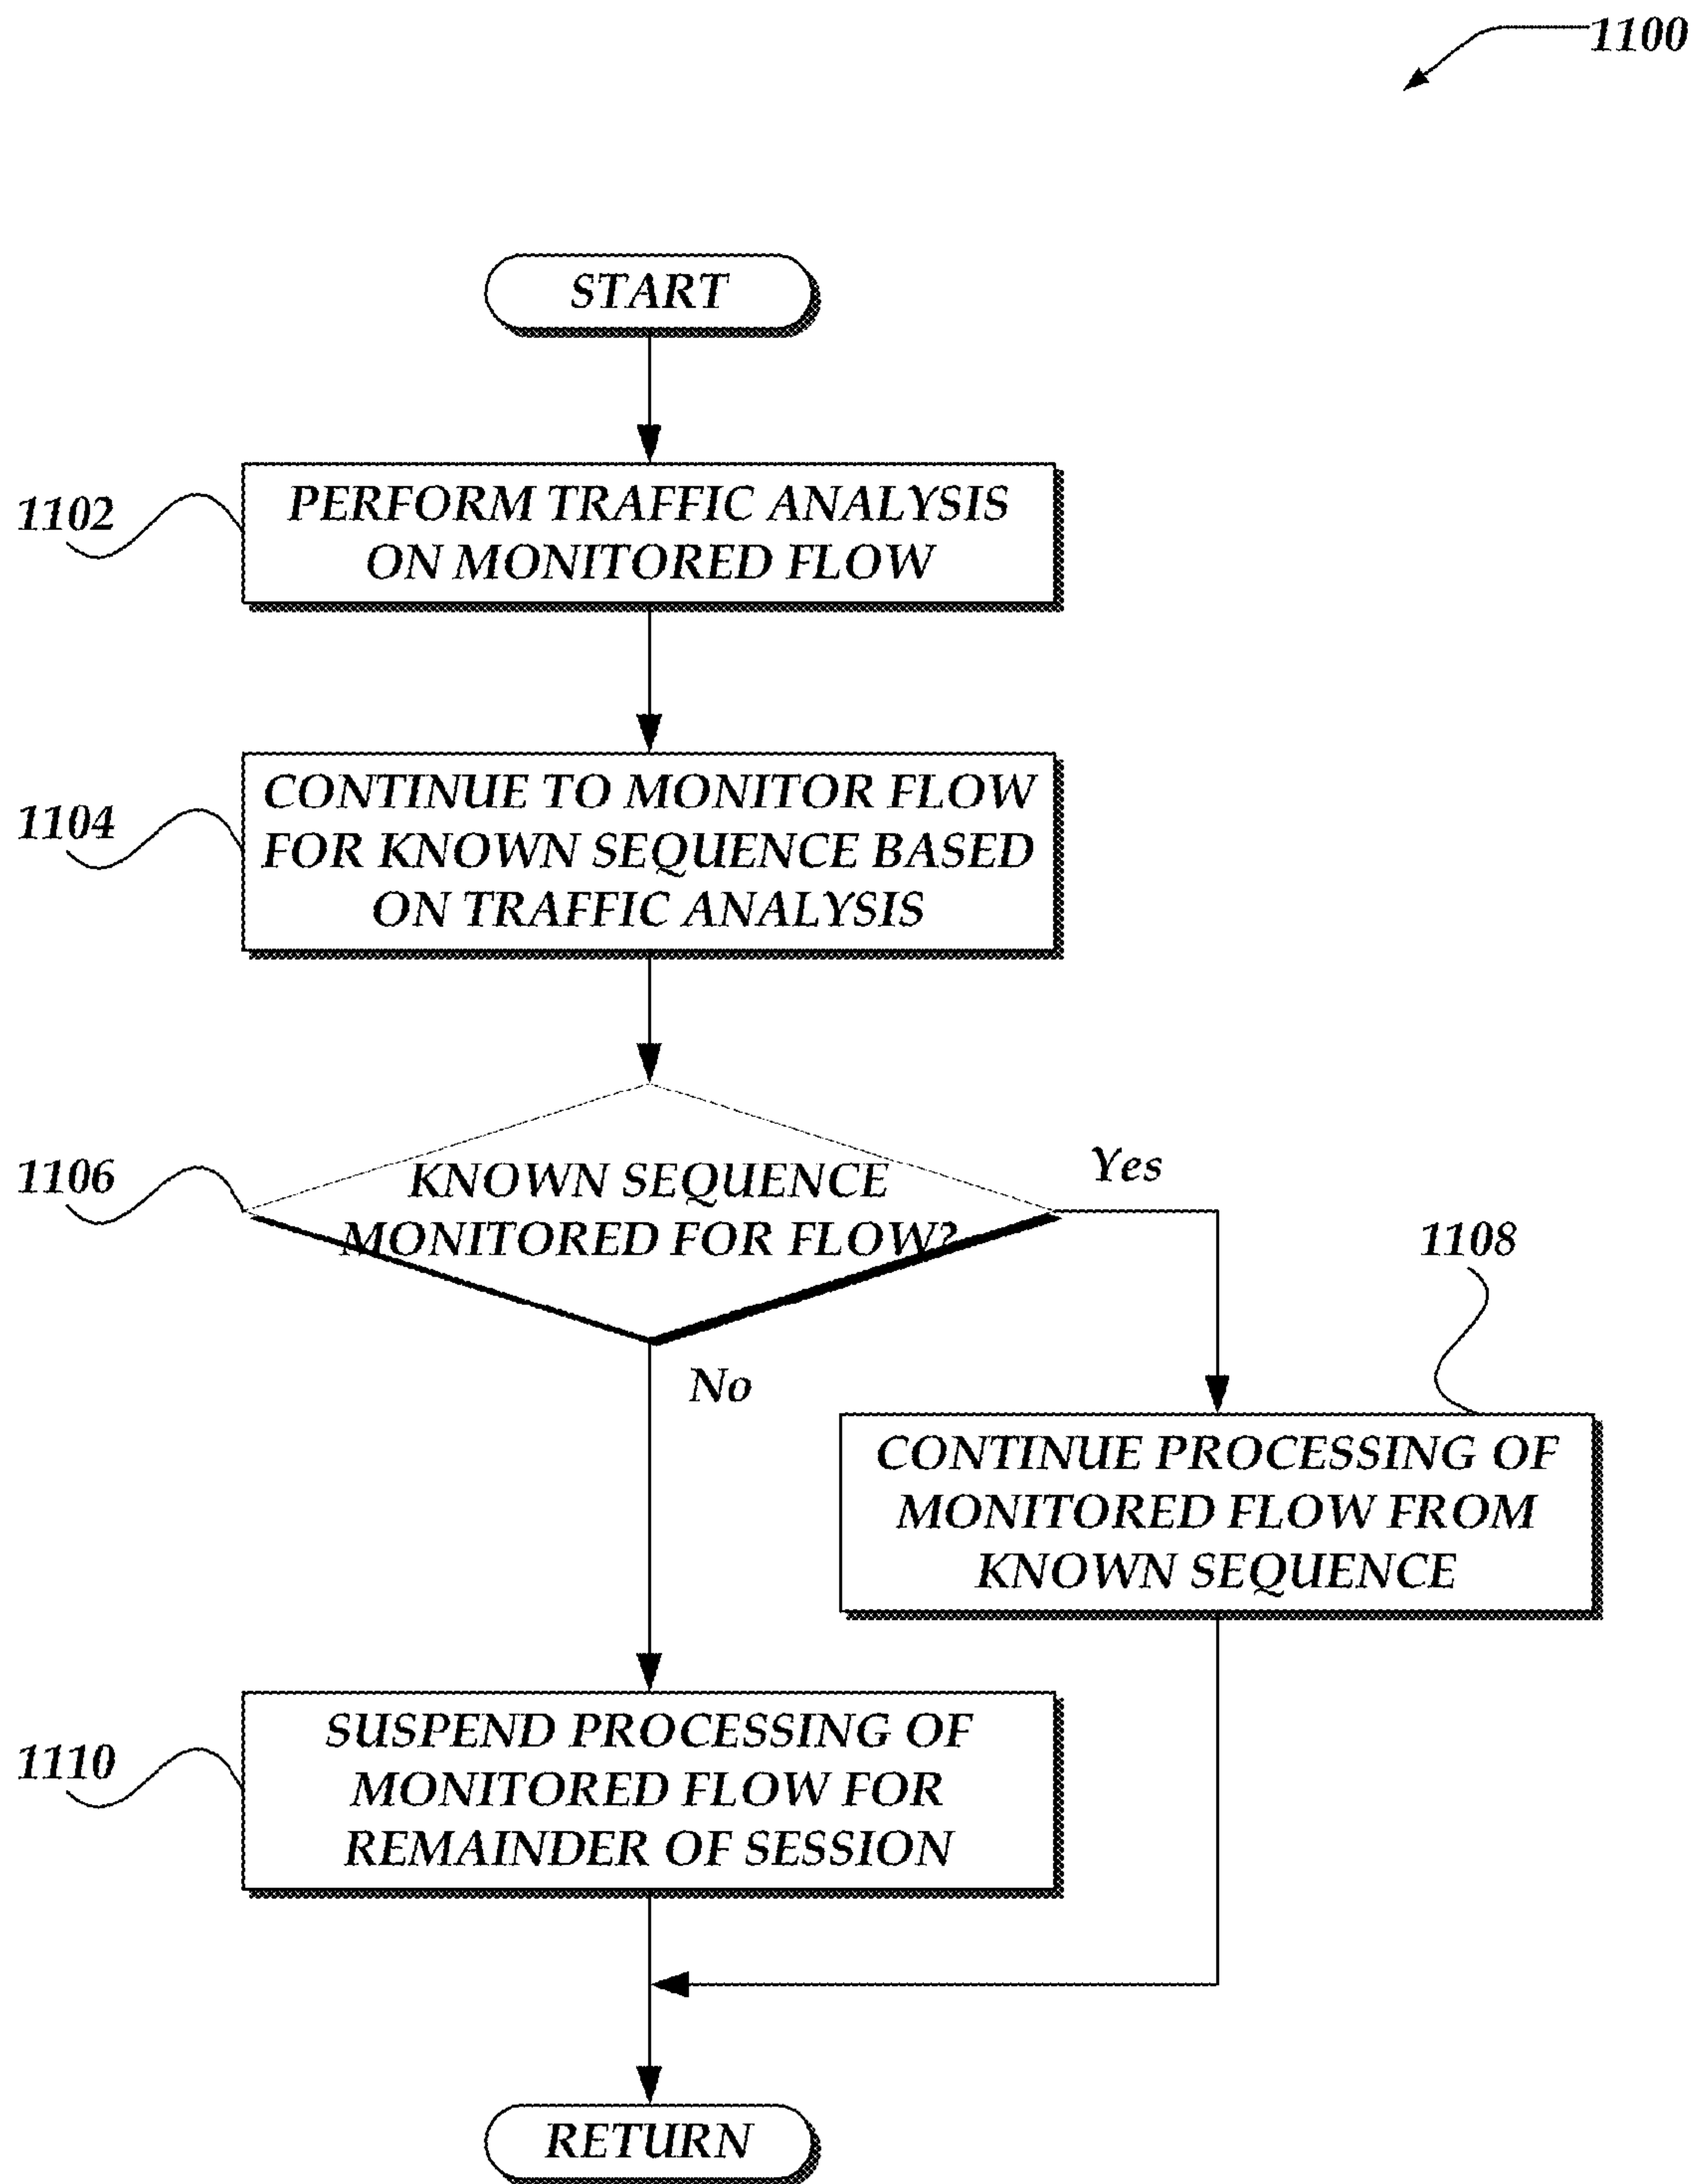 1100
START
1102
PERFORM TRAFFIC ANALYSIS
ON MONITORED FLOW
1104
CONTINUE TO MONITOR FLOW
FOR KNOWN SEQUENCE BASED
ON TRAFFIC ANALYSIS
1106
KNOWN SEQUENCE
MONITORED FOR FLOW?
Yes
No
1108
CONTINUE PROCESSING OF
MONITORED FLOW FROM
KNOWN SEQUENCE
1110
SUSPEND PROCESSING OF
MONITORED FLOW FOR
REMAINDER OF SESSION
RETURN